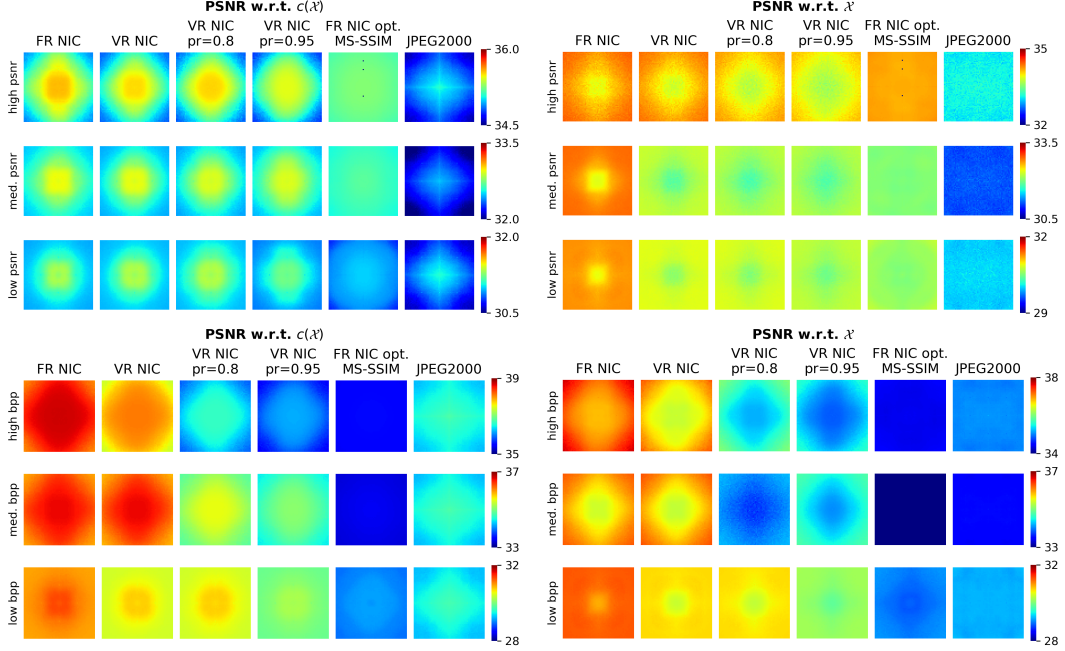 PSNR w.r.t. c(𝒳)
FR NIC VR NIC VR NIC pr=0.8 VR NIC pr=0.95 FR NIC opt. MS-SSIM JPEG2000
high psnr 36.0 34.5
med. psnr 33.5 32.0
low psnr 32.0 30.5
PSNR w.r.t. 𝒳
FR NIC VR NIC VR NIC pr=0.8 VR NIC pr=0.95 FR NIC opt. MS-SSIM JPEG2000
high psnr 35 32
med. psnr 33.5 30.5
low psnr 32 29
PSNR w.r.t. c(𝒳)
FR NIC VR NIC VR NIC pr=0.8 VR NIC pr=0.95 FR NIC opt. MS-SSIM JPEG2000
high bpp 39 35
med. bpp 37 33
low bpp 32 28
PSNR w.r.t. 𝒳
FR NIC VR NIC VR NIC pr=0.8 VR NIC pr=0.95 FR NIC opt. MS-SSIM JPEG2000
high bpp 38 34
med. bpp 37 33
low bpp 32 28